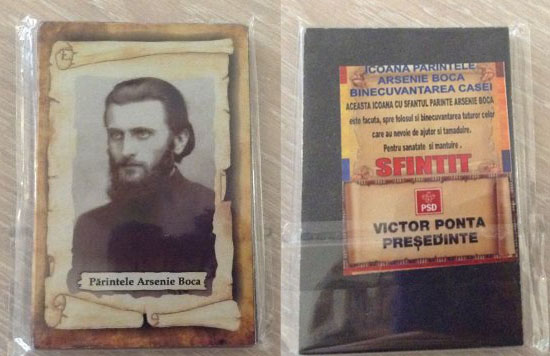 Părintele Arsenie Boca
ICOANA PARINTELE
ARSENIE BOCA
BINECUVANTAREA CASEI
ACEASTA ICOANA CU SFANTUL PARINTE ARSENIE BOCA
este facuta, spre folosul si binecuvantarea tuturor celor
care au nevoie de ajutor si tamaduire.
Pentru sanatate si mantuire.
SFINTIT
PSD
VICTOR PONTA
PREȘEDINTE